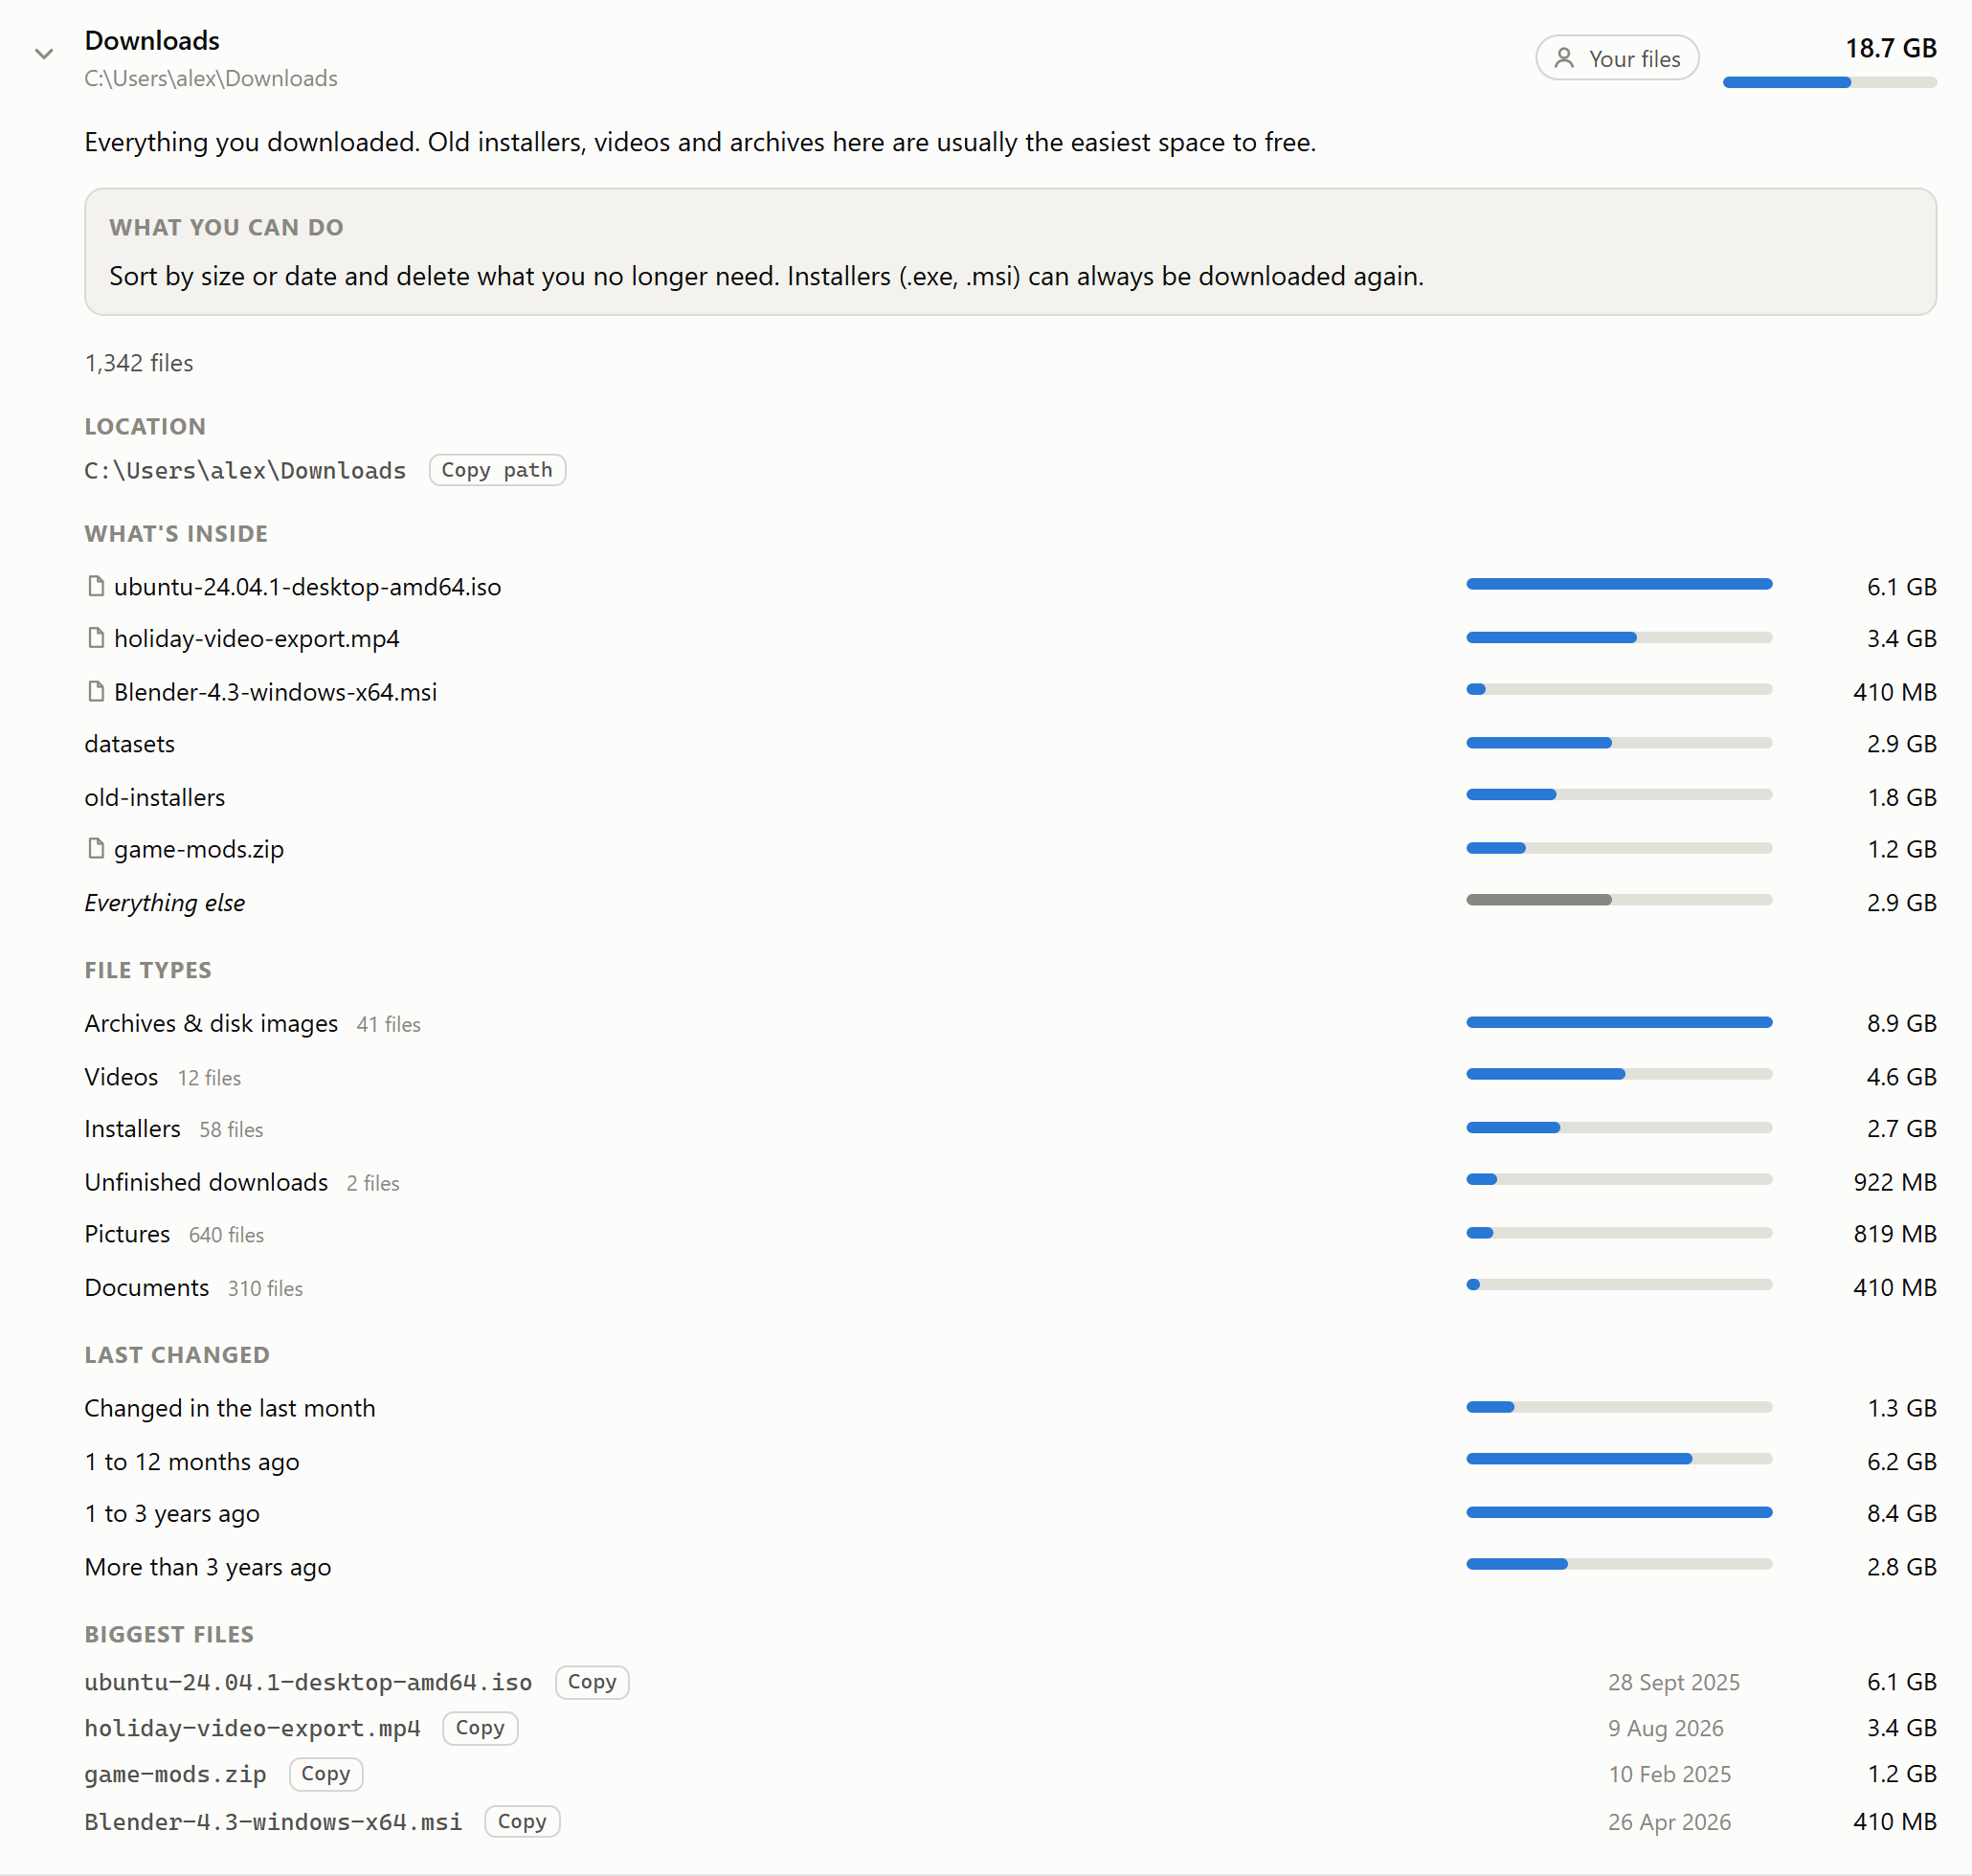 Downloads
C:\Users\alex\Downloads
Your files
18.7 GB
Everything you downloaded. Old installers, videos and archives here are usually the easiest space to free.
WHAT YOU CAN DO
Sort by size or date and delete what you no longer need. Installers (.exe, .msi) can always be downloaded again.
1,342 files
LOCATION
C:\Users\alex\Downloads Copy path
WHAT'S INSIDE
ubuntu-24.04.1-desktop-amd64.iso 6.1 GB
holiday-video-export.mp4 3.4 GB
Blender-4.3-windows-x64.msi 410 MB
datasets 2.9 GB
old-installers 1.8 GB
game-mods.zip 1.2 GB
Everything else 2.9 GB
FILE TYPES
Archives & disk images 41 files 8.9 GB
Videos 12 files 4.6 GB
Installers 58 files 2.7 GB
Unfinished downloads 2 files 922 MB
Pictures 640 files 819 MB
Documents 310 files 410 MB
LAST CHANGED
Changed in the last month 1.3 GB
1 to 12 months ago 6.2 GB
1 to 3 years ago 8.4 GB
More than 3 years ago 2.8 GB
BIGGEST FILES
ubuntu-24.04.1-desktop-amd64.iso Copy 28 Sept 2025 6.1 GB
holiday-video-export.mp4 Copy 9 Aug 2026 3.4 GB
game-mods.zip Copy 10 Feb 2025 1.2 GB
Blender-4.3-windows-x64.msi Copy 26 Apr 2026 410 MB